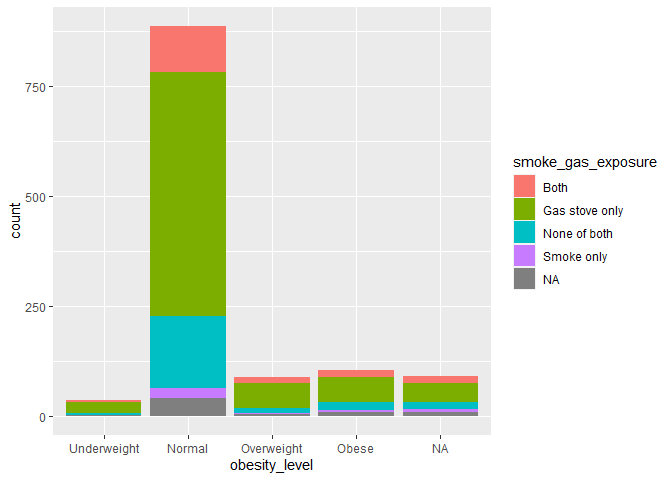 750
500
250
0
count
Underweight Normal Overweight Obese NA
obesity_level
smoke_gas_exposure
Both
Gas stove only
None of both
Smoke only
NA